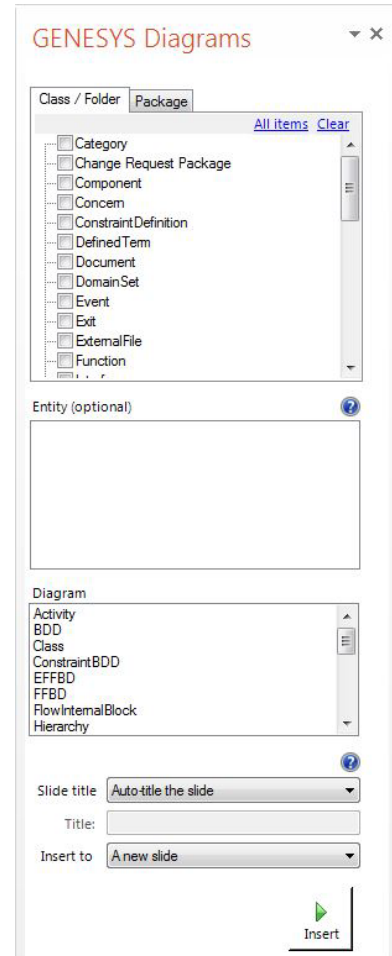 GENESYS Diagrams
Class / Folder Package
All items Clear
Category
Change Request Package
Component
Concern
ConstraintDefinition
DefinedTerm
Document
DomainSet
Event
Exit
ExternalFile
Function
Entity (optional)
Diagram
Activity
BDD
Class
ConstraintBDD
EFFBD
FFBD
FlowInternalBlock
Hierarchy
Slide title Auto-title the slide
Title:
Insert to A new slide
Insert